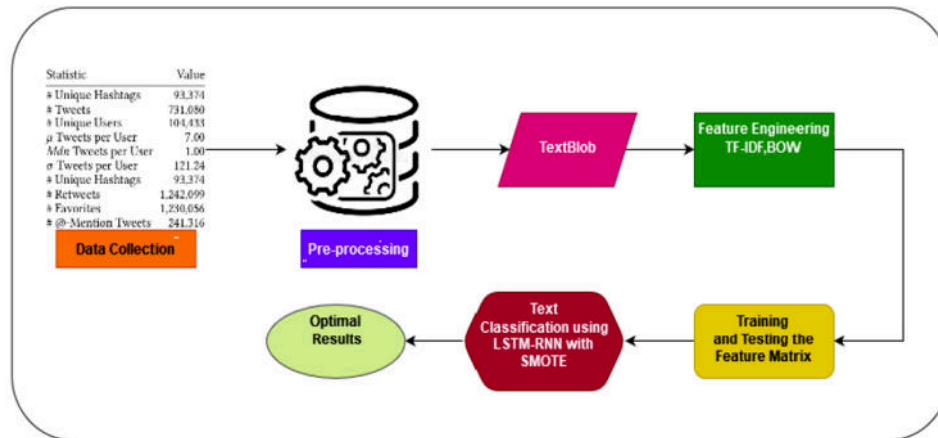 Statistic Value
# Unique Hashtags 93,374
# Tweets 731,080
# Unique Users 104,433
μ Tweets per User 7.00
Mdn Tweets per User 1.00
σ Tweets per User 121.24
# Unique Hashtags 93,374
# Retweets 1,242,099
# Favorites 1,230,056
# @-Mention Tweets 241,316
Data Collection
Pre-processing
TextBlob
Feature Engineering
TF-IDF,BOW
Optimal
Results
Text
Classification using
LSTM-RNN with
SMOTE
Training
and Testing the
Feature Matrix